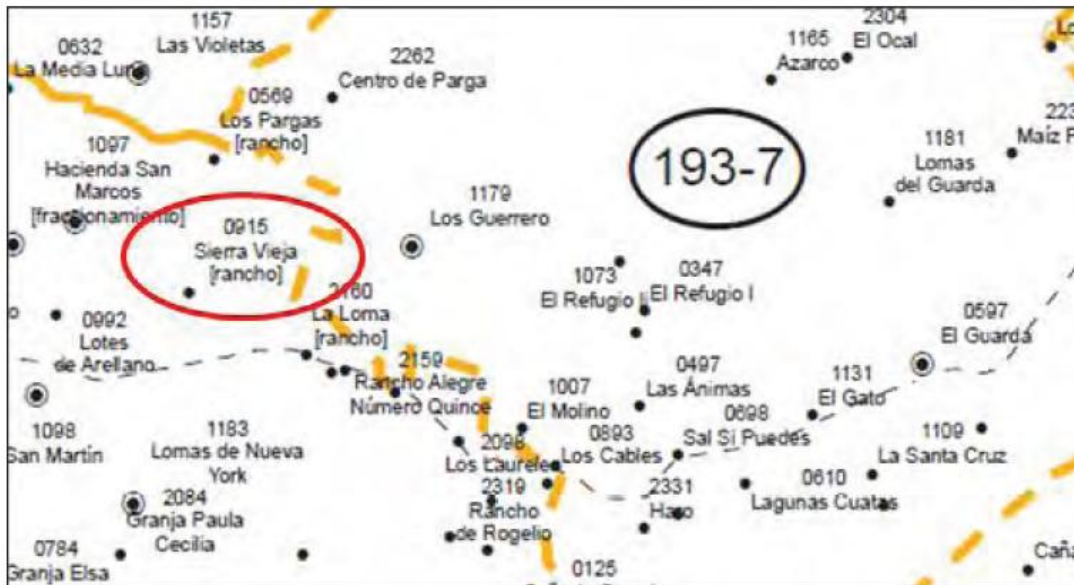 1157
Las Violetas
0632
La Media Luna
2262
Centro de Parga
2304
El Ocal
1165
Azarco
0569
Los Pargas
[rancho]
1097
Hacienda San
Marcos
[fraccionamiento]
193-7
1181
Lomas
del Guarda
Maíz
1179
Los Guerrero
0915
Sierra Vieja
[rancho]
1073
El Refugio II
0347
El Refugio I
2160
La Loma
[rancho]
0992
Lotes
de Arellano
0597
El Guarda
2159
Rancho Alegre
Número Quince
0497
Las Ánimas
1131
El Gato
1007
El Molino
0698
Sal Sí Puedes
1098
San Martín
1183
Lomas de Nueva
York
2098
Los Laureles
0893
Los Cables
1109
La Santa Cruz
2084
Granja Paula
Cecilia
2319
Rancho
de Rogelio
2331
Haro
0610
Lagunas Cuatas
0784
Granja Elsa
0125